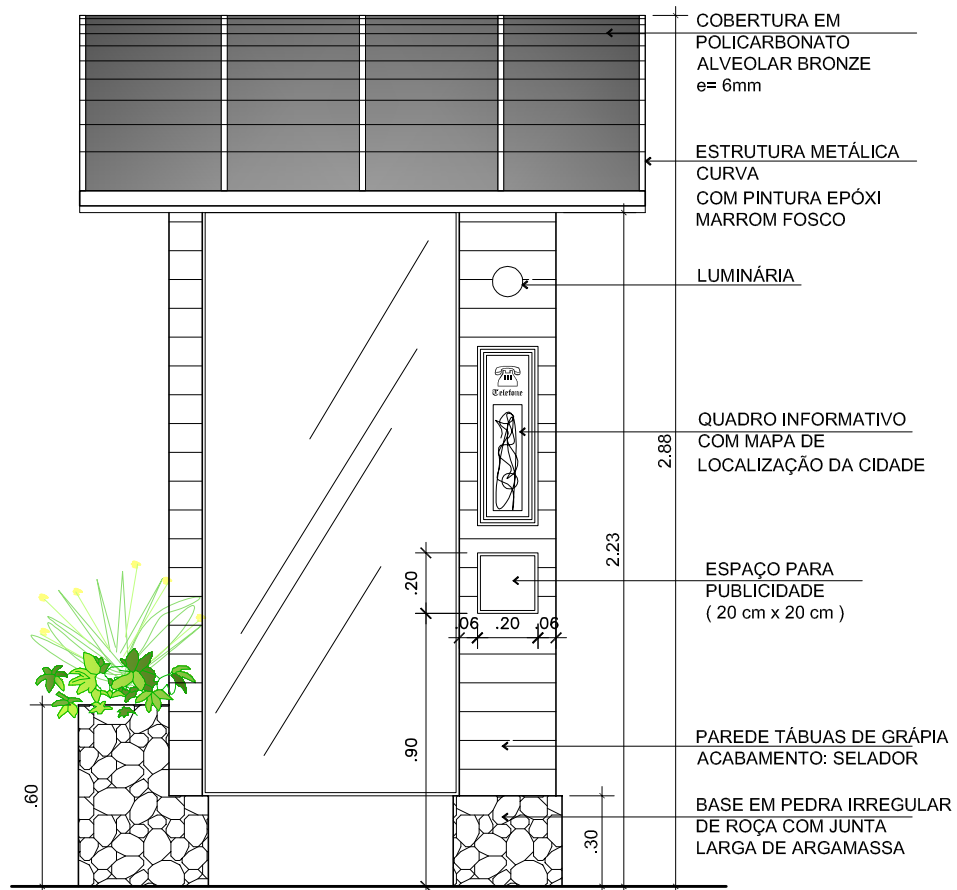 COBERTURA EM
POLICARBONATO
ALVEOLAR BRONZE
e= 6mm
ESTRUTURA METÁLICA
CURVA
COM PINTURA EPÓXI
MARROM FOSCO
LUMINÁRIA
Telefone
QUADRO INFORMATIVO
COM MAPA DE
LOCALIZAÇÃO DA CIDADE
2.88
2.23
.20
ESPAÇO PARA
PUBLICIDADE
( 20 cm x 20 cm )
.06 .20 .06
PAREDE TÁBUAS DE GRÁPIA
ACABAMENTO: SELADOR
.90
.60
BASE EM PEDRA IRREGULAR
DE ROÇA COM JUNTA
LARGA DE ARGAMASSA
.30